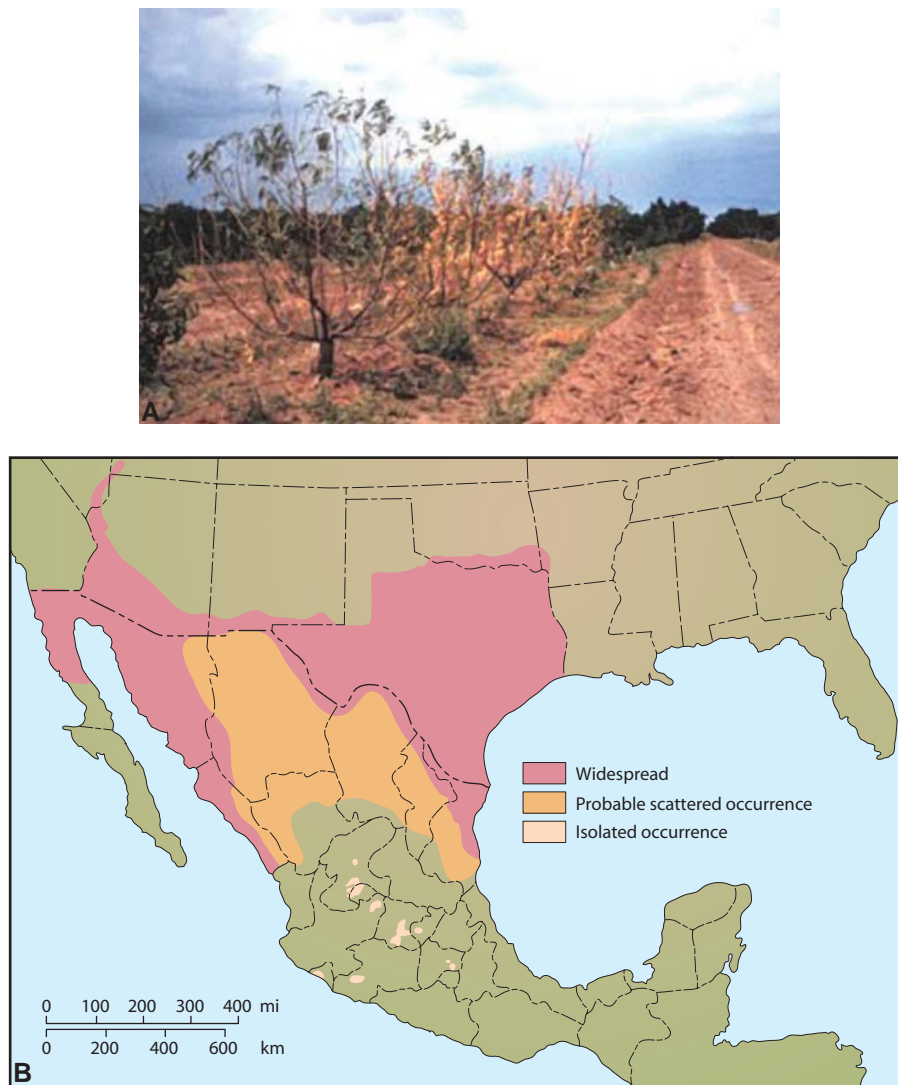 A
Widespread
Probable scattered occurrence
Isolated occurrence
0 100 200 300 400 mi
0 200 400 600 km
B